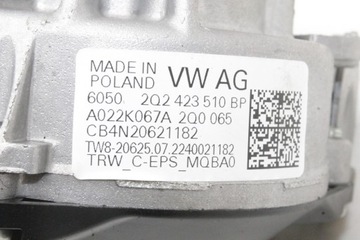 MADE IN
POLAND VW AG
6050 2Q2 423 510 BP
A022K067A 2Q0 065
CB4N20621182
TW8-20625.07.2240021182
TRW_C-EPS_MQBA0